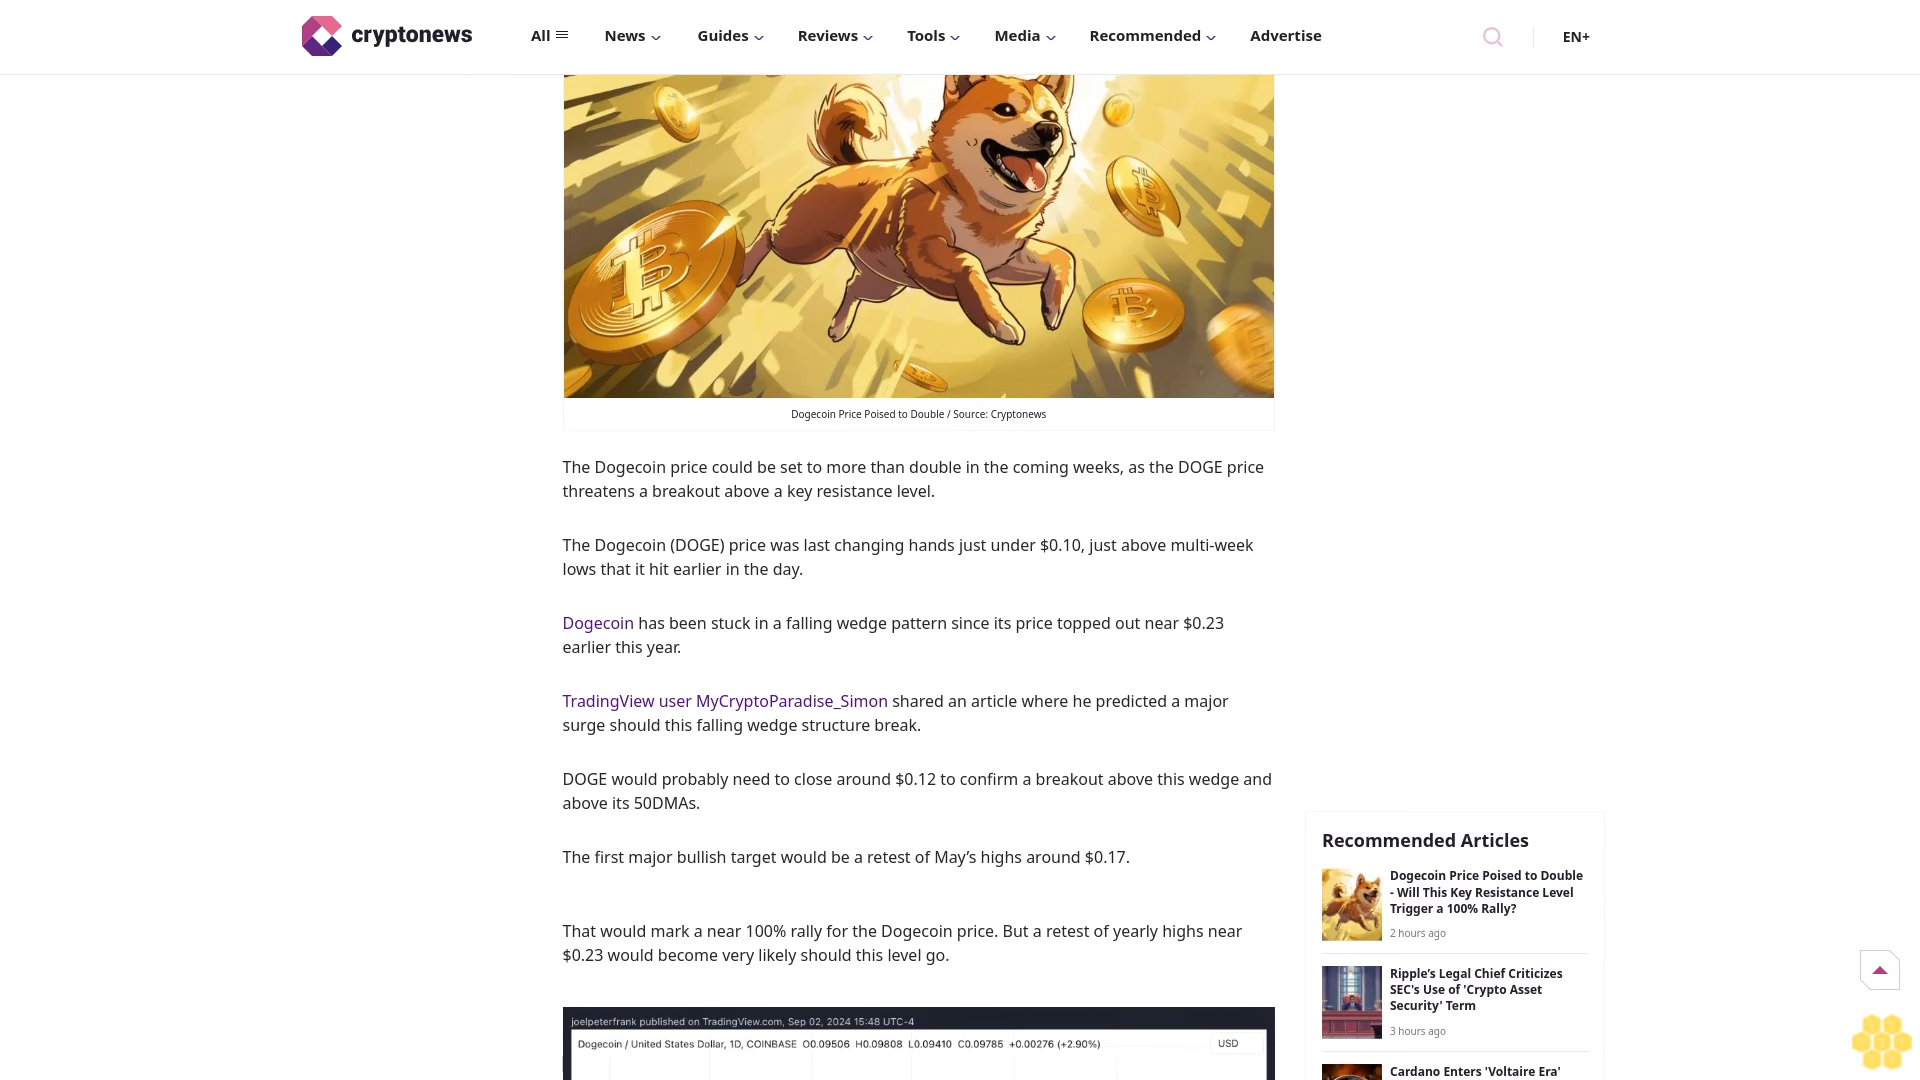 cryptonews
All
News
Guides
Reviews
Tools
Media
Recommended
Advertise
EN+
Dogecoin Price Poised to Double / Source: Cryptonews
The Dogecoin price could be set to more than double in the coming weeks, as the DOGE price
threatens a breakout above a key resistance level.
The Dogecoin (DOGE) price was last changing hands just under $0.10, just above multi-week
lows that it hit earlier in the day.
Dogecoin has been stuck in a falling wedge pattern since its price topped out near $0.23
earlier this year.
TradingView user MyCryptoParadise_Simon shared an article where he predicted a major
surge should this falling wedge structure break.
DOGE would probably need to close around $0.12 to confirm a breakout above this wedge and
above its 50DMAs.
The first major bullish target would be a retest of May’s highs around $0.17.
That would mark a near 100% rally for the Dogecoin price. But a retest of yearly highs near
$0.23 would become very likely should this level go.
joelpeterfrank published on TradingView.com, Sep 02, 2024 15:48 UTC-4
Dogecoin / United States Dollar, 1D, COINBASE O0.09506 H0.09808 L0.09410 C0.09785 +0.00276 (+2.90%)
USD
Recommended Articles
Dogecoin Price Poised to Double
- Will This Key Resistance Level
Trigger a 100% Rally?
2 hours ago
Ripple’s Legal Chief Criticizes
SEC's Use of 'Crypto Asset
Security' Term
3 hours ago
Cardano Enters 'Voltaire Era'